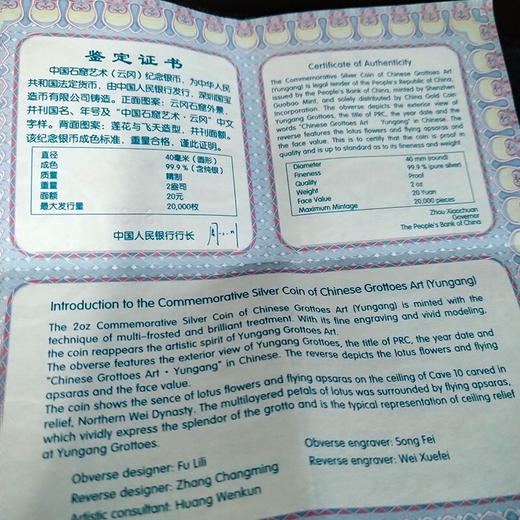 鉴定证书
中国石窟艺术（云冈）纪念银币，为中华人民
共和国法定货币，由中国人民银行发行，深圳国宝
造币有限公司铸造。正面图案：云冈石窟外景，
并刊国名、年号及“中国石窟艺术·云冈”中文
字样。背面图案：莲花与飞天造型，并刊面额。
该纪念银币成色标准，重量合格，谨此证明。
直径 40毫米（圆形）
成色 99.9%（含纯银）
质量 精制
重量 2盎司
面额 20元
最大发行量 20,000枚
中国人民银行行长
Certificate of Authenticity
The Commemorative Silver Coin of Chinese Grottoes Art
(Yungang) is legal tender of the People's Republic of China,
issued by the People's Bank of China, minted by Shenzhen
Guobao Mint, and solely distributed by China Gold Coin
Incorporation. The obverse depicts the exterior view of
Yungang Grottoes, the title of PRC, the year date and the
words "Chinese Grottoes Art Yungang" in Chinese. The
reverse features the lotus flowers and flying apsaras and
the face value. This is to certify that the coin is proof in
quality and is up to standard as to its fineness and weight.
Diameter 40 mm (round)
Fineness 99.9 % (pure silver)
Quality Proof
Weight 2 oz
Face Value 20 Yuan
Maximum Mintage 20,000 pieces
Zhou Xiaochuan
Governor
The People's Bank of China
Introduction to the Commemorative Silver Coin of Chinese Grottoes Art (Yungang)
The 2oz Commemorative Silver Coin of Chinese Grottoes Art (Yungang) is minted with the
technique of multi-frosted and brilliant treatment. With its fine engraving and vivid modeling,
the coin reappears the artistic spirit of Yungang Grottoes Art.
The obverse features the exterior view of Yungang Grottoes, the title of PRC, the year date and
"Chinese Grottoes Art · Yungang" in Chinese. The reverse depicts the lotus flowers and flying
apsaras and the face value.
The coin shows the sence of lotus flowers and flying apsaras on the ceiling of Cave 10 carved in
relief, Northern Wei Dynasty. The multilayered petals of lotus was surrounded by flying apsaras,
which vividly express the splendor of the grotto and is the typical representation of ceiling relief
at Yungang Grottoes.
Obverse designer: Fu Lili Obverse engraver: Song Fei
Reverse designer: Zhang Changming Reverse engraver: Wei Xuefei
Artistic consultant: Huang Wenkun